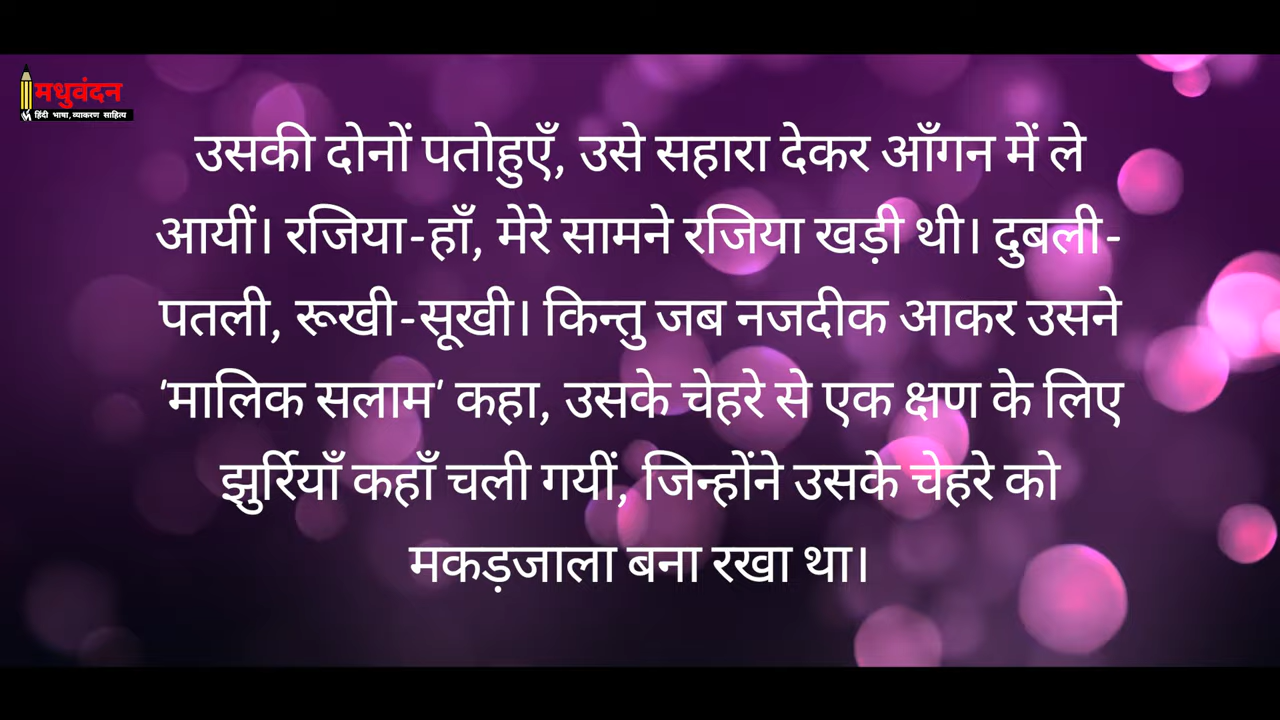 मधुवंदन
हिंदी भाषा, व्याकरण साहित्य
उसकी दोनों पतोहुएँ, उसे सहारा देकर आँगन में ले
आयीं। रजिया-हाँ, मेरे सामने रजिया खड़ी थी। दुबली-
पतली, रूखी-सूखी। किन्तु जब नजदीक आकर उसने
'मालिक सलाम' कहा, उसके चेहरे से एक क्षण के लिए
झुर्रियाँ कहाँ चली गयीं, जिन्होंने उसके चेहरे को
मकड़जाला बना रखा था।